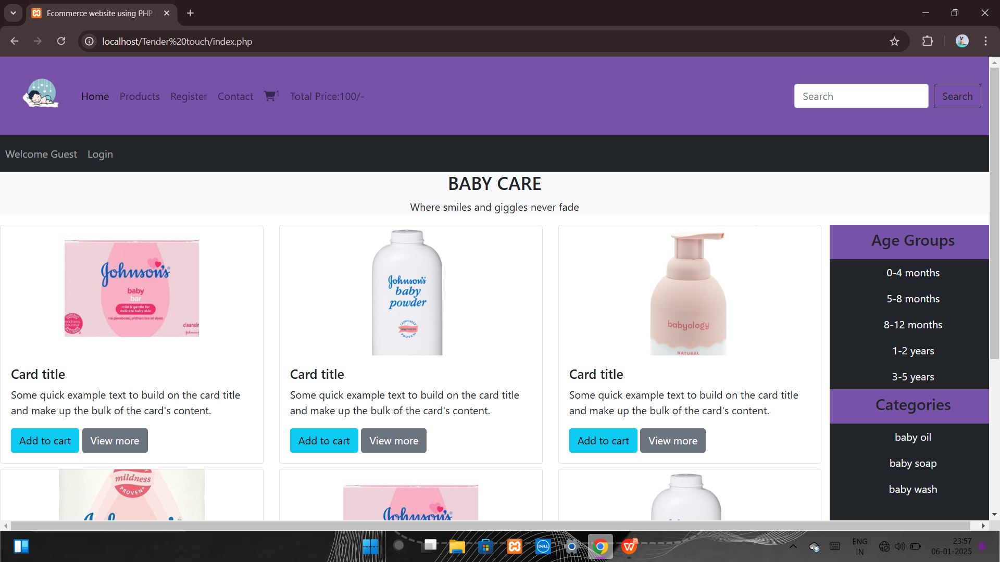 Ecommerce website using PHP
localhost/Tender%20touch/index.php
Home Products Register Contact 1 Total Price:100/-
Search Search
Welcome Guest Login
BABY CARE
Where smiles and giggles never fade
Johnson's®
baby
bar
mild & gentle for
delicate baby skin
no parabens, phthalates or dyes
cleansin
Johnson's
baby
powder
CLINICALLY
MILDNESS
PROVEN
babyology
NATURAL
Card title
Some quick example text to build on the card title
and make up the bulk of the card's content.
Add to cart View more
Card title
Some quick example text to build on the card title
and make up the bulk of the card's content.
Add to cart View more
Card title
Some quick example text to build on the card title
and make up the bulk of the card's content.
Add to cart View more
Age Groups
0-4 months
5-8 months
8-12 months
1-2 years
3-5 years
Categories
baby oil
baby soap
baby wash
mildness
PROVEN®
Johnson's®
DELL
ENG
IN
23:57
06-01-2025